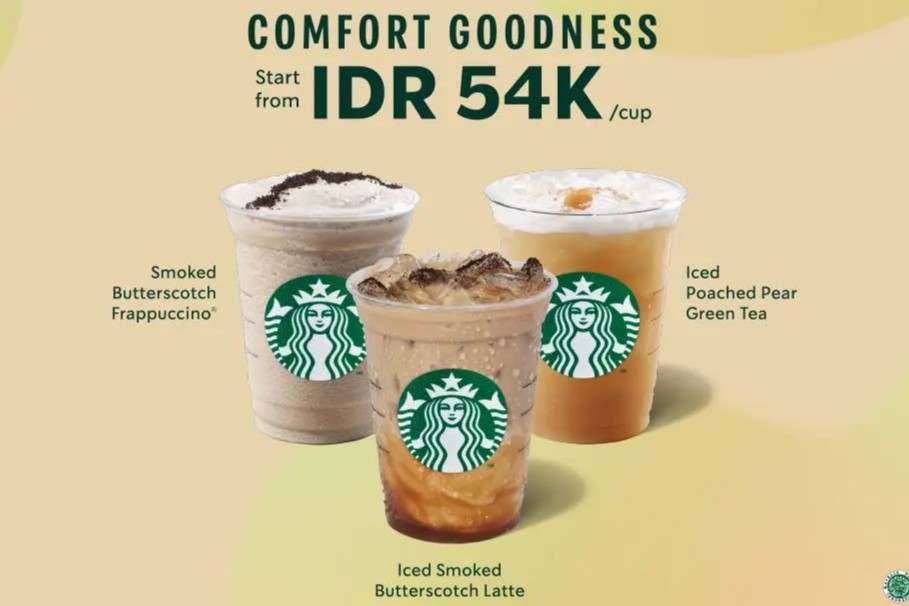 COMFORT GOODNESS
Start
from IDR 54K /cup
Smoked
Butterscotch
Frappuccino®
Iced
Poached Pear
Green Tea
Iced Smoked
Butterscotch Latte